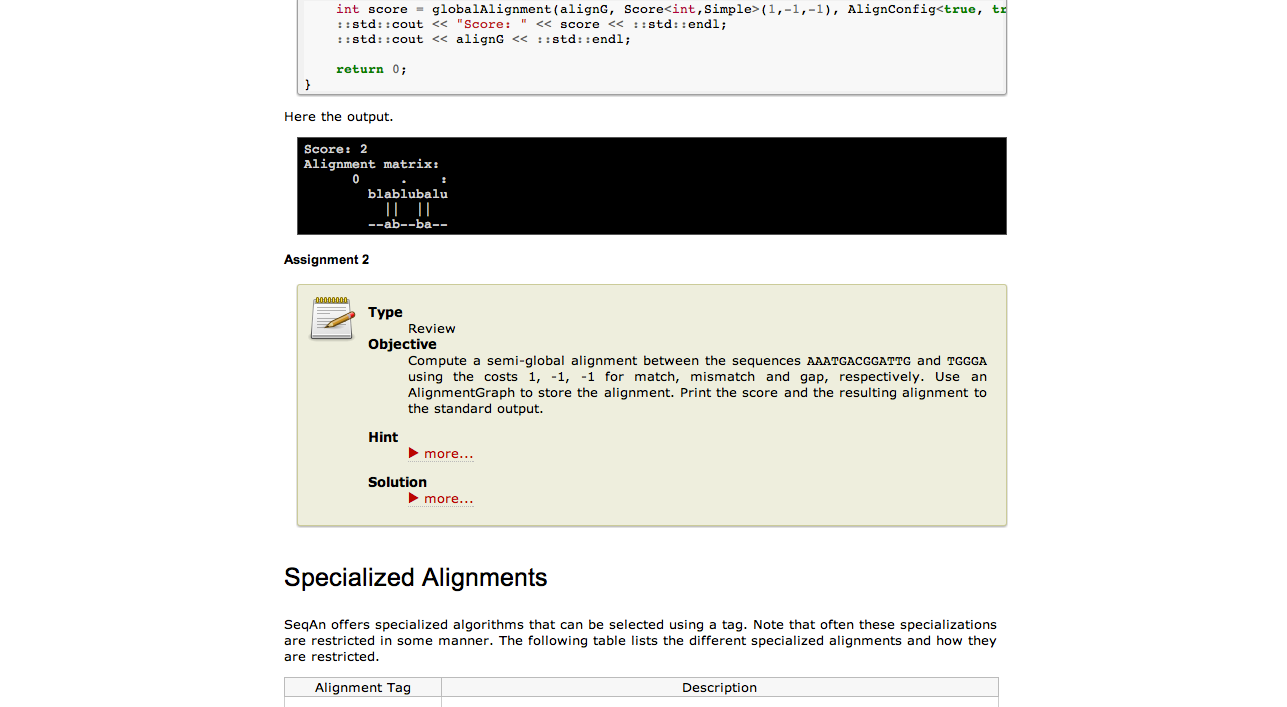 int score = globalAlignment(alignG, Score<int,Simple>(1,-1,-1), AlignConfig<true, tr
::std::cout << "Score: " << score << ::std::endl;
::std::cout << alignG << ::std::endl;
return 0;
}
Here the output.
Score: 2
Alignment matrix:
0     .    :
blablubalu
||  ||
--ab--ba--
Assignment 2
Type
Review
Objective
Compute a semi-global alignment between the sequences AAATGACGGATTG and TGGGA
using the costs 1, -1, -1 for match, mismatch and gap, respectively. Use an
AlignmentGraph to store the alignment. Print the score and the resulting alignment to
the standard output.
Hint
▶ more...
Solution
▶ more...
Specialized Alignments
SeqAn offers specialized algorithms that can be selected using a tag. Note that often these specializations
are restricted in some manner. The following table lists the different specialized alignments and how they
are restricted.
Alignment Tag
Description